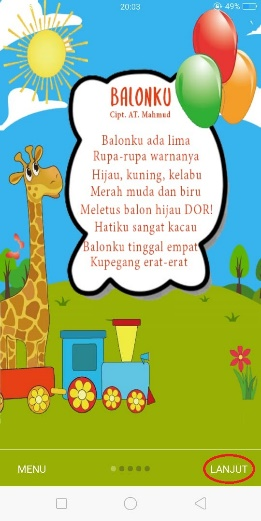 20:03
49%
BALONKU
Cipt. AT. Mahmud
Balonku ada lima
Rupa-rupa warnanya
Hijau, kuning, kelabu
Merah muda dan biru
Meletus balon hijau DOR!
Hatiku sangat kacau
Balonku tinggal empat
Kupegang erat-erat
MENU
LANJUT